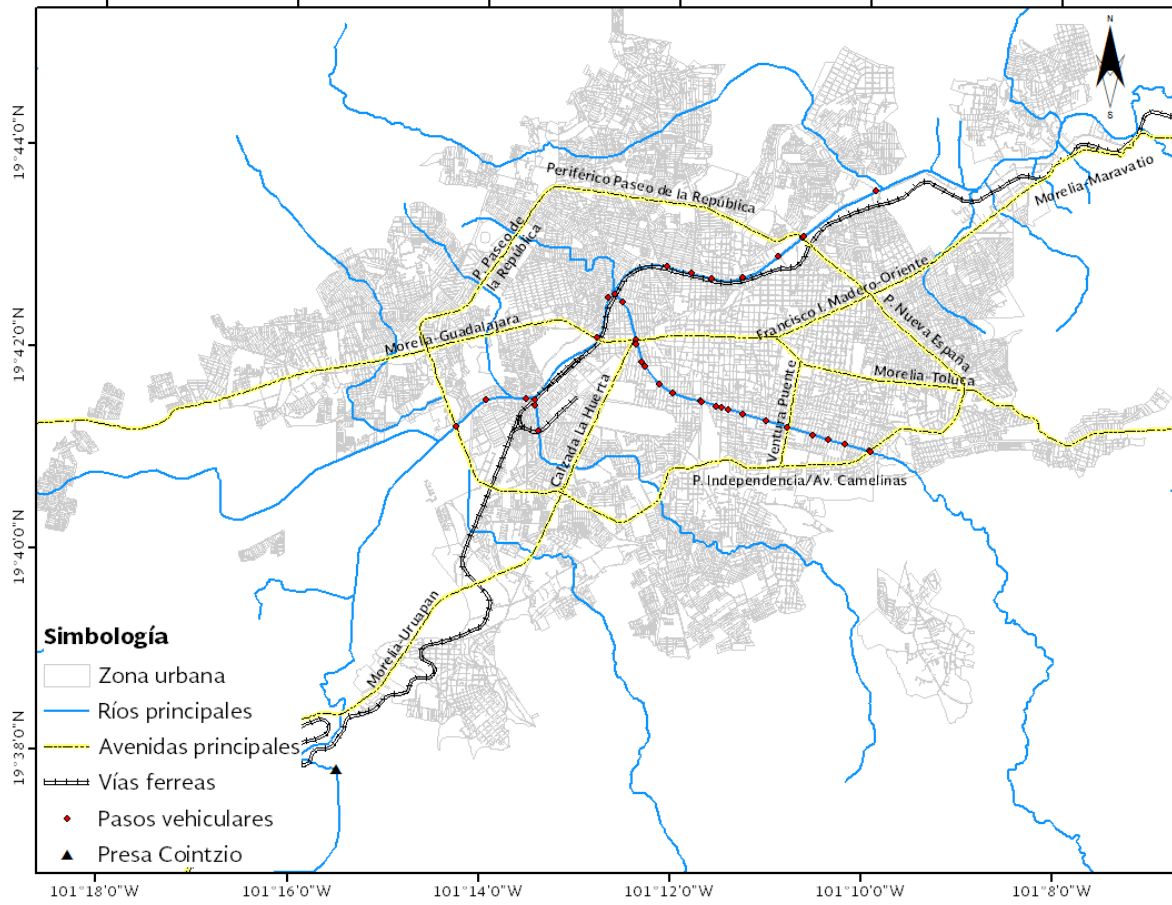 N
S
19°44'0"N
19°42'0"N
19°40'0"N
19°38'0"N
Periférico Paseo de la República
Morelia-Maravatio
P. Paseo de
la República
Francisco I. Madero-Oriente
P. Nueva España
Morelia-Guadalajara
Morelia-Toluca
Calzada La Huerta
Ventura Puente
P. Independencia/Av. Camelinas
Morelia-Uruapan
Simbología
Zona urbana
Ríos principales
Avenidas principales
Vías ferreas
Pasos vehiculares
Presa Cointzio
101°18'0"W
101°16'0"W
101°14'0"W
101°12'0"W
101°10'0"W
101°8'0"W